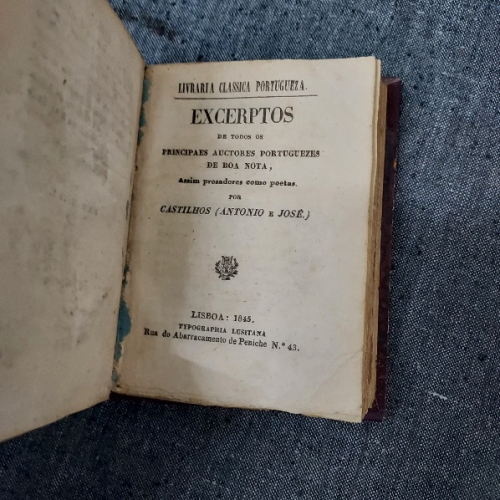 LIVRARIA CLASSICA PORTUGUEZA.
EXCERPTOS
DE TODOS OS
PRINCIPAES AUCTORES PORTUGUEZES
DE BOA NOTA,
Assim prosadores como poetas.
POR
CASTILHOS (ANTONIO E JOSÉ.)
LISBOA: 1845.
TYPOGRAPHIA LUSITANA
Rua do Abarracamento de Peniche N.º 43.